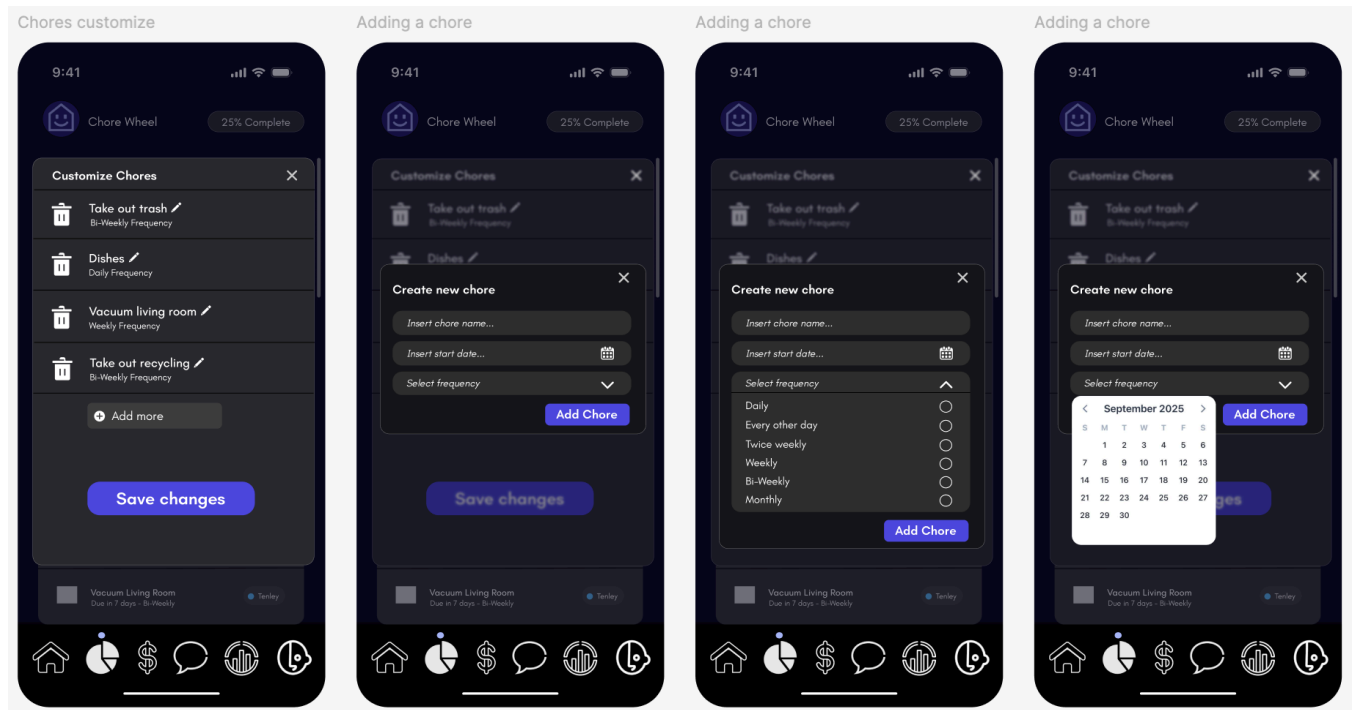 Chores customize
9:41
Chore Wheel
25% Complete
Customize Chores
Take out trash
Bi-Weekly Frequency
Dishes
Daily Frequency
Vacuum living room
Weekly Frequency
Take out recycling
Bi-Weekly Frequency
Add more
Save changes
Vacuum Living Room
Due in 7 days - Bi-Weekly
Tenley
Adding a chore
9:41
Chore Wheel
25% Complete
Customize Chores
Take out trash
Bi-Weekly Frequency
Dishes
Create new chore
Insert chore name...
Insert start date...
Select frequency
Add Chore
Save changes
Vacuum Living Room
Due in 7 days - Bi-Weekly
Tenley
Adding a chore
9:41
Chore Wheel
25% Complete
Customize Chores
Take out trash
Bi-Weekly Frequency
Dishes
Create new chore
Insert chore name...
Insert start date...
Select frequency
Daily
Every other day
Twice weekly
Weekly
Bi-Weekly
Monthly
Add Chore
Vacuum Living Room
Due in 7 days - Bi-Weekly
Tenley
Adding a chore
9:41
Chore Wheel
25% Complete
Customize Chores
Take out trash
Bi-Weekly Frequency
Dishes
Create new chore
Insert chore name...
Insert start date...
Select frequency
Add Chore
September 2025
S M T W T F S
1 2 3 4 5 6
7 8 9 10 11 12 13
14 15 16 17 18 19 20
21 22 23 24 25 26 27
28 29 30
ges
Vacuum Living Room
Due in 7 days - Bi-Weekly
Tenley